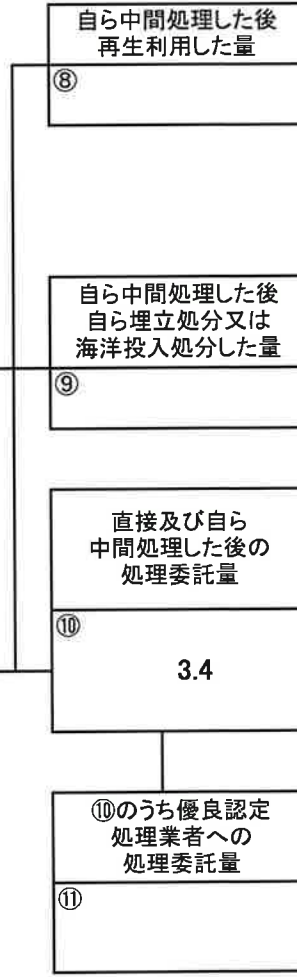 自ら中間処理した後
再生利用した量
⑧
自ら中間処理した後
自ら埋立処分又は
海洋投入処分した量
⑨
直接及び自ら
中間処理した後の
処理委託量
⑩
3.4
⑩のうち優良認定
処理業者への
処理委託量
⑪